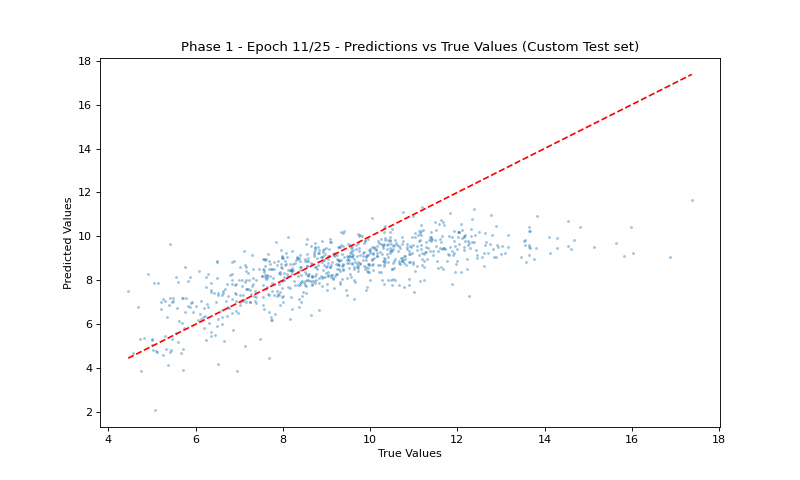 Phase 1 - Epoch 11/25 - Predictions vs True Values (Custom Test set)
18
16
14
12
10
8
6
4
2
Predicted Values
4 6 8 10 12 14 16 18
True Values